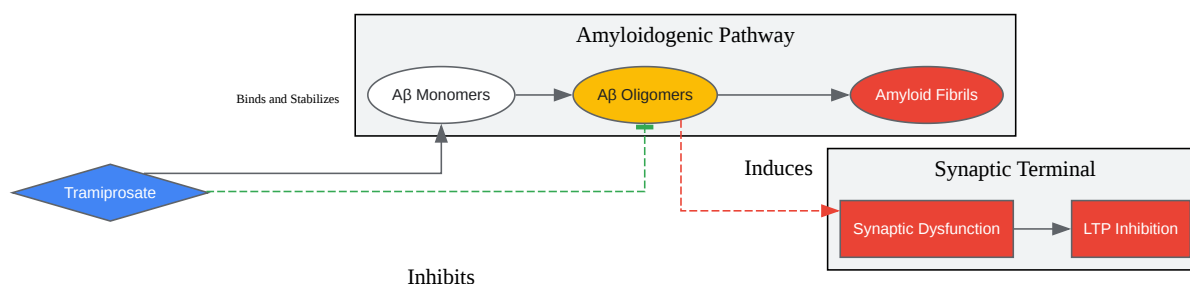 Amyloidogenic Pathway
Aβ Monomers
Aβ Oligomers
Amyloid Fibrils
Binds and Stabilizes
Induces
Synaptic Terminal
Tramiprosate
Synaptic Dysfunction
LTP Inhibition
Inhibits